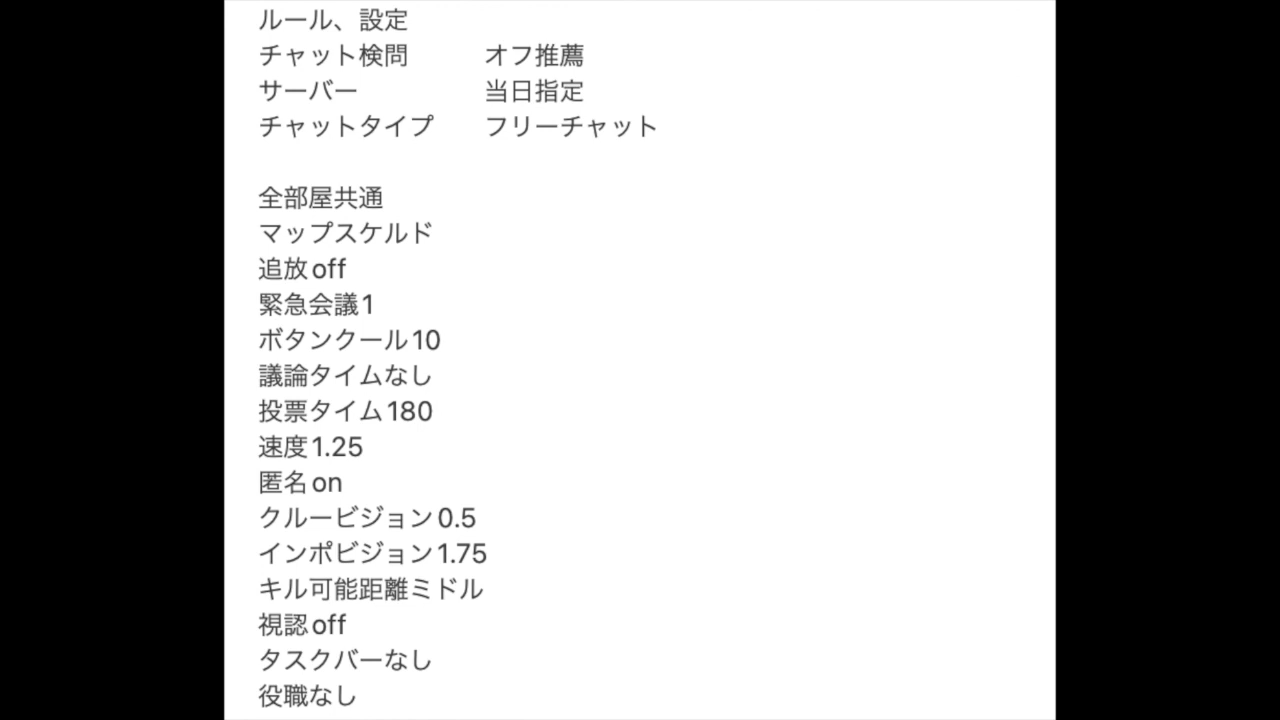 ルール、設定
チャット検問 オフ推薦
サーバー 当日指定
チャットタイプ フリーチャット
全部屋共通
マップスケルド
追放off
緊急会議1
ボタンクール10
議論タイムなし
投票タイム180
速度1.25
匿名on
クルービジョン0.5
インポビジョン1.75
キル可能距離ミドル
視認off
タスクバーなし
役職なし